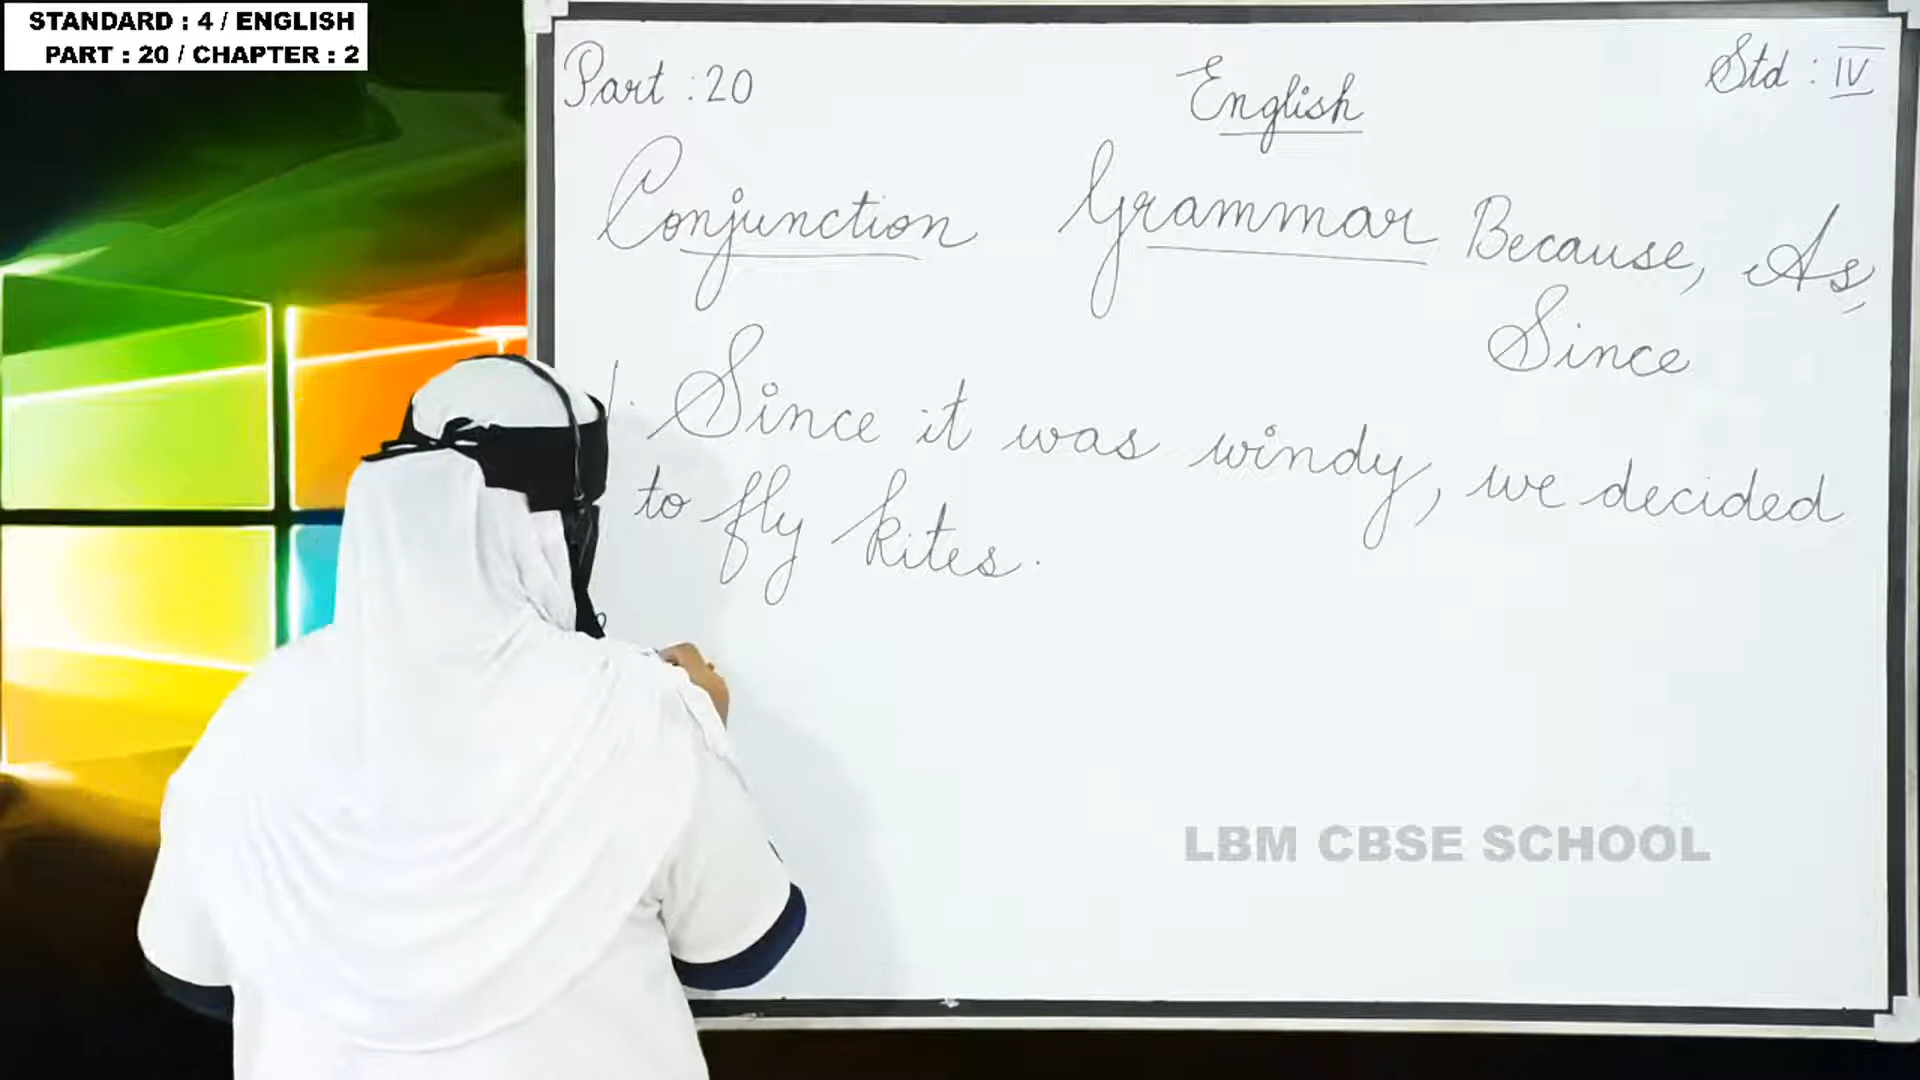 STANDARD : 4 / ENGLISH
PART : 20 / CHAPTER : 2
Part : 20
English
Std : IV
Conjunction
Grammar
Because, As,
Since
1. Since it was windy, we decided
to fly kites.
LBM CBSE SCHOOL